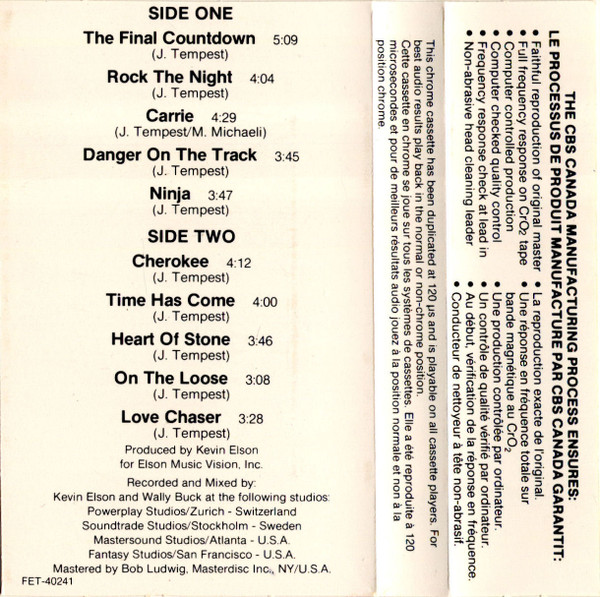 SIDE ONE
The Final Countdown 5:09
(J. Tempest)
Rock The Night 4:04
(J. Tempest)
Carrie 4:29
(J. Tempest/M. Michaeli)
Danger On The Track 3:45
(J. Tempest)
Ninja 3:47
(J. Tempest)
SIDE TWO
Cherokee 4:12
(J. Tempest)
Time Has Come 4:00
(J. Tempest)
Heart Of Stone 3:46
(J. Tempest)
On The Loose 3:08
(J. Tempest)
Love Chaser 3:28
(J. Tempest)
Produced by Kevin Elson
for Elson Music Vision, Inc.
Recorded and Mixed by:
Kevin Elson and Wally Buck at the following studios:
Powerplay Studios/Zurich - Switzerland
Soundtrade Studios/Stockholm - Sweden
Mastersound Studios/Atlanta - U.S.A.
Fantasy Studios/San Francisco - U.S.A.
Mastered by Bob Ludwig, Masterdisc Inc., NY/U.S.A.
FET-40241
This chrome cassette has been duplicated at 120 µs and is playable on all cassette players. For
best audio results play back in the normal or non-chrome position.
Cette cassette en chrome se joue sur tous les systèmes de cassettes. Elle a été reproduite à 120
microsecondes et pour de meilleurs résultats audio jouez à la position normale et non à la
position chrome.
THE CBS CANADA MANUFACTURING PROCESS ENSURES:
LE PROCESSUS DE PRODUIT MANUFACTURE PAR CBS CANADA GARANTIT:
• Faithful reproduction of original master
• Full frequency response on CrO2 tape
• Computer controlled production
• Computer checked quality control
• Frequency response check at lead in
• Non-abrasive head cleaning leader
• La reproduction exacte de l'original.
• Une réponse en fréquence totale sur
bande magnétique au CrO2
• Une production contrôlée par ordinateur.
• Un contrôle de qualité vérifié par ordinateur.
• Au début, vérification de la réponse en fréquence.
• Conducteur de nettoyeur à tête non-abrasif.